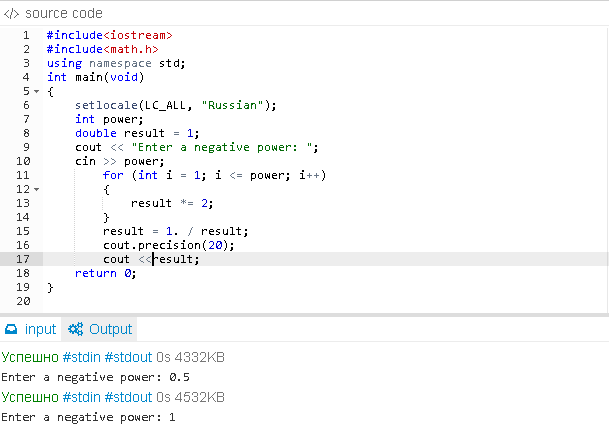 </> source code
1 #include<iostream>
2 #include<math.h>
3 using namespace std;
4 int main(void)
5 {
6 setlocale(LC_ALL, "Russian");
7 int power;
8 double result = 1;
9 cout << "Enter a negative power: ";
10 cin >> power;
11 for (int i = 1; i <= power; i++)
12 {
13 result *= 2;
14 }
15 result = 1. / result;
16 cout.precision(20);
17 cout <<result;
18 return 0;
19 }
20
input Output
Успешно #stdin #stdout 0s 4332KB
Enter a negative power: 0.5
Успешно #stdin #stdout 0s 4532KB
Enter a negative power: 1